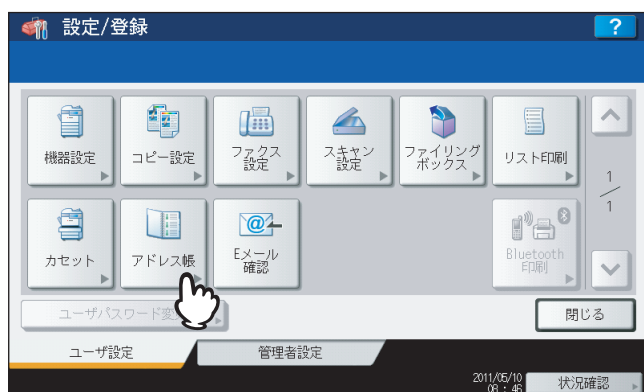 設定/登録
?
機器設定
コピー設定
ファクス
設定
スキャン
設定
ファイリング
ボックス
リスト印刷
1
1
カセット
アドレス帳
Eメール
確認
Bluetooth
印刷
ユーザパスワード変
閉じる
ユーザ設定
管理者設定
2011/05/10
08:46
状況確認